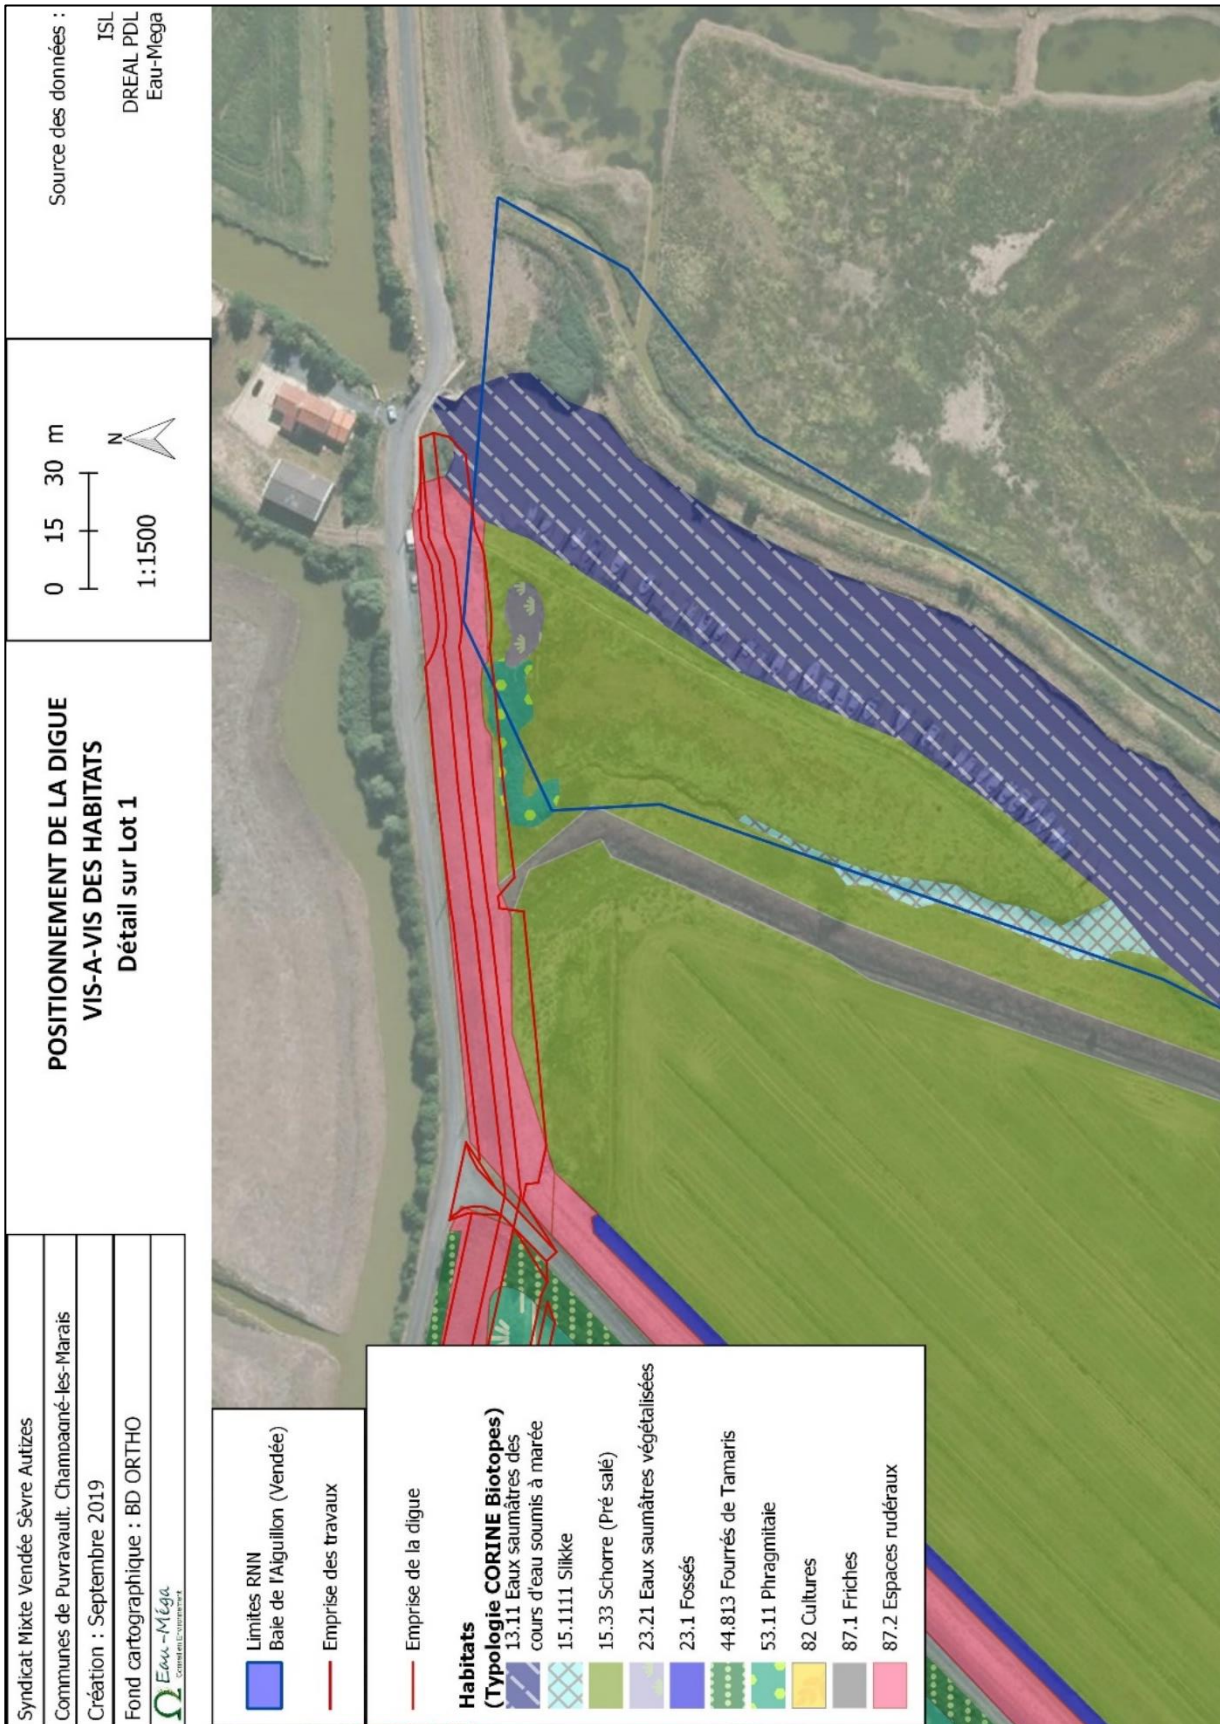 Syndicat Mixte Vendée Sèvre Autizes
Communes de Puyravault, Champagné-les-Marais
Création : Septembre 2019
Fond cartographique : BD ORTHO
Eau-Méga
POSITIONNEMENT DE LA DIGUE
VIS-A-VIS DES HABITATS
Détail sur Lot 1
0 15 30 m
1:1500
N
Source des données :
ISL
DREAL PDL
Eau-Mega
Limites RNN
Baie de l'Aiguillon (Vendée)
Emprise des travaux
Emprise de la digue
Habitats
(Typologie CORINE Biotopes)
13.11 Eaux saumâtres des
cours d'eau soumis à marée
15.1111 Slikke
15.33 Schorre (Pré salé)
23.21 Eaux saumâtres végétalisées
23.1 Fossés
44.813 Fourrés de Tamaris
53.11 Phragmitaie
82 Cultures
87.1 Friches
87.2 Espaces rudéraux